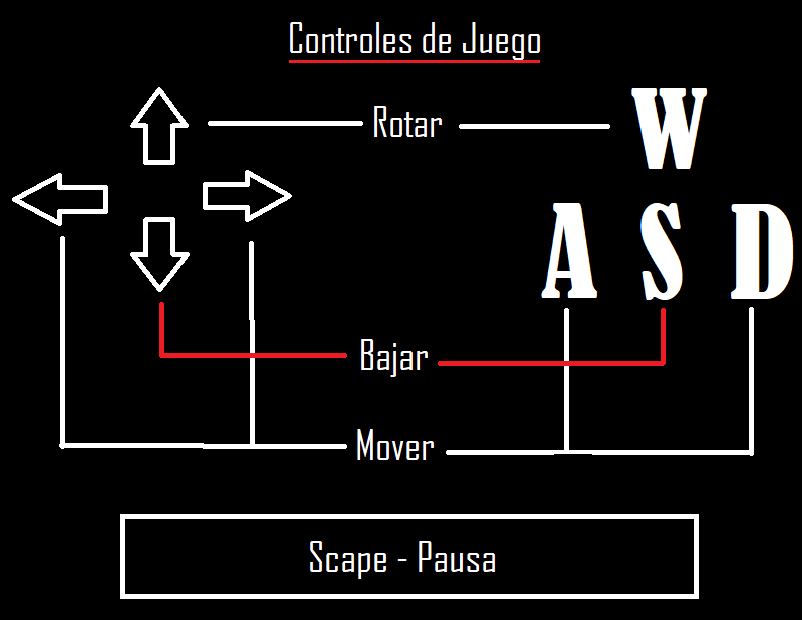 Controles de Juego
Rotar
W
A S D
Bajar
Mover
Scape - Pausa